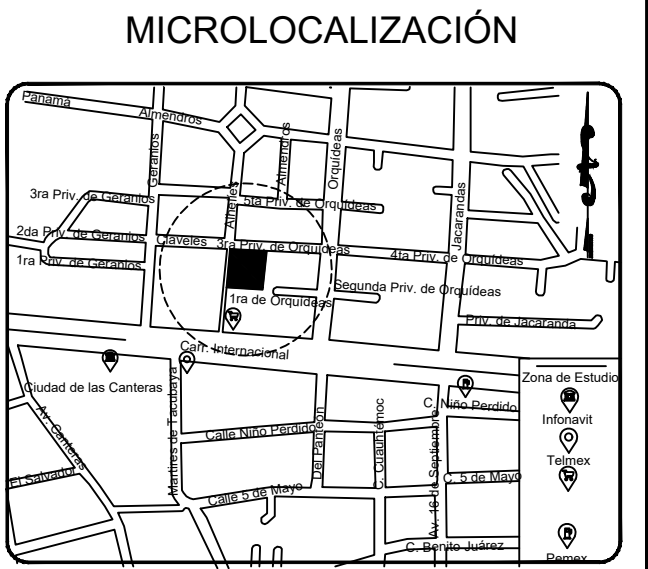 MICROLOCALIZACIÓN
Panamá
Almendros
Geranios
Almendros
Orquídeas
3ra Priv. de Geranios
Alhelíes
5ta Priv. de Orquídeas
Jacarandas
2da Priv. de Geranios
Claveles
3ra Priv. de Orquídeas
4ta Priv. de Orquídeas
1ra Priv. de Geranios
Segunda Priv. de Orquídeas
1ra de Orquídeas
Priv. de Jacaranda
Carr. Internacional
Ciudad de las Canteras
Martires de Tacubaya
Zona de Estudio
Av. Canteras
C. Niño Perdido
Infonavit
Calle Niño Perdido
Del Panteon
C. Cuauhtémoc
Av. 16 de Septiembre
Telmex
El Salvador
C. 5 de Mayo
Calle 5 de Mayo
C. Benito Juárez
Pemex